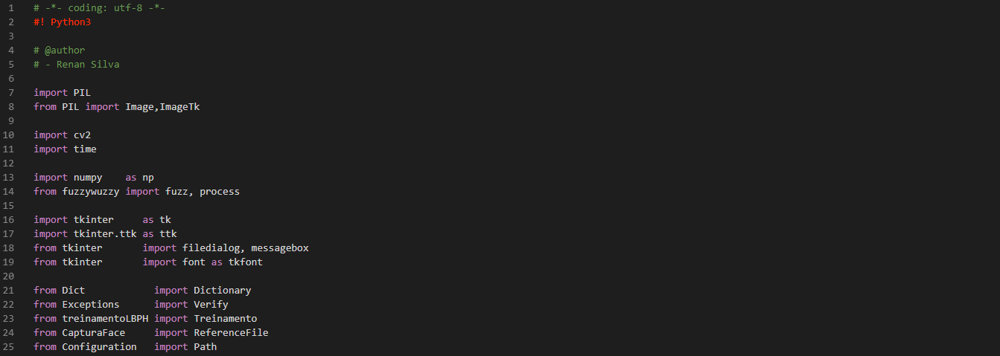 1 # -*- coding: utf-8 -*-
2 #! Python3
3
4 # @author
5 # - Renan Silva
6
7 import PIL
8 from PIL import Image,ImageTk
9
10 import cv2
11 import time
12
13 import numpy    as np
14 from fuzzywuzzy import fuzz, process
15
16 import tkinter     as tk
17 import tkinter.ttk as ttk
18 from tkinter       import filedialog, messagebox
19 from tkinter       import font as tkfont
20
21 from Dict            import Dictionary
22 from Exceptions      import Verify
23 from treinamentoLBPH import Treinamento
24 from CapturaFace     import ReferenceFile
25 from Configuration   import Path